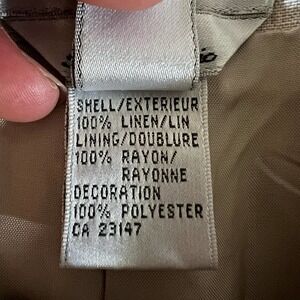 SHELL/EXTERIEUR
100% LINEN/LIN
LINING/DOUBLURE
100% RAYON/
RAYONNE
DECORATION
100% POLYESTER
CA 23147